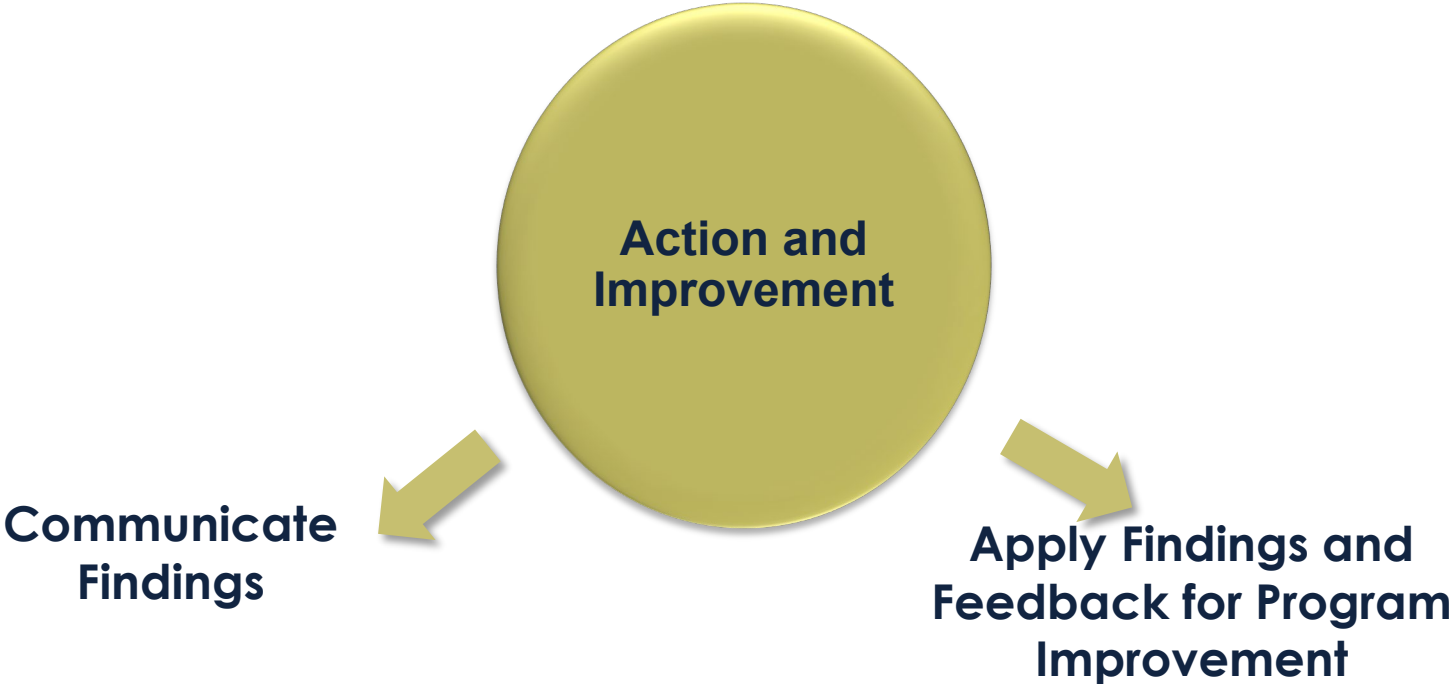 Action and
Improvement
Communicate
Findings
Apply Findings and
Feedback for Program
Improvement